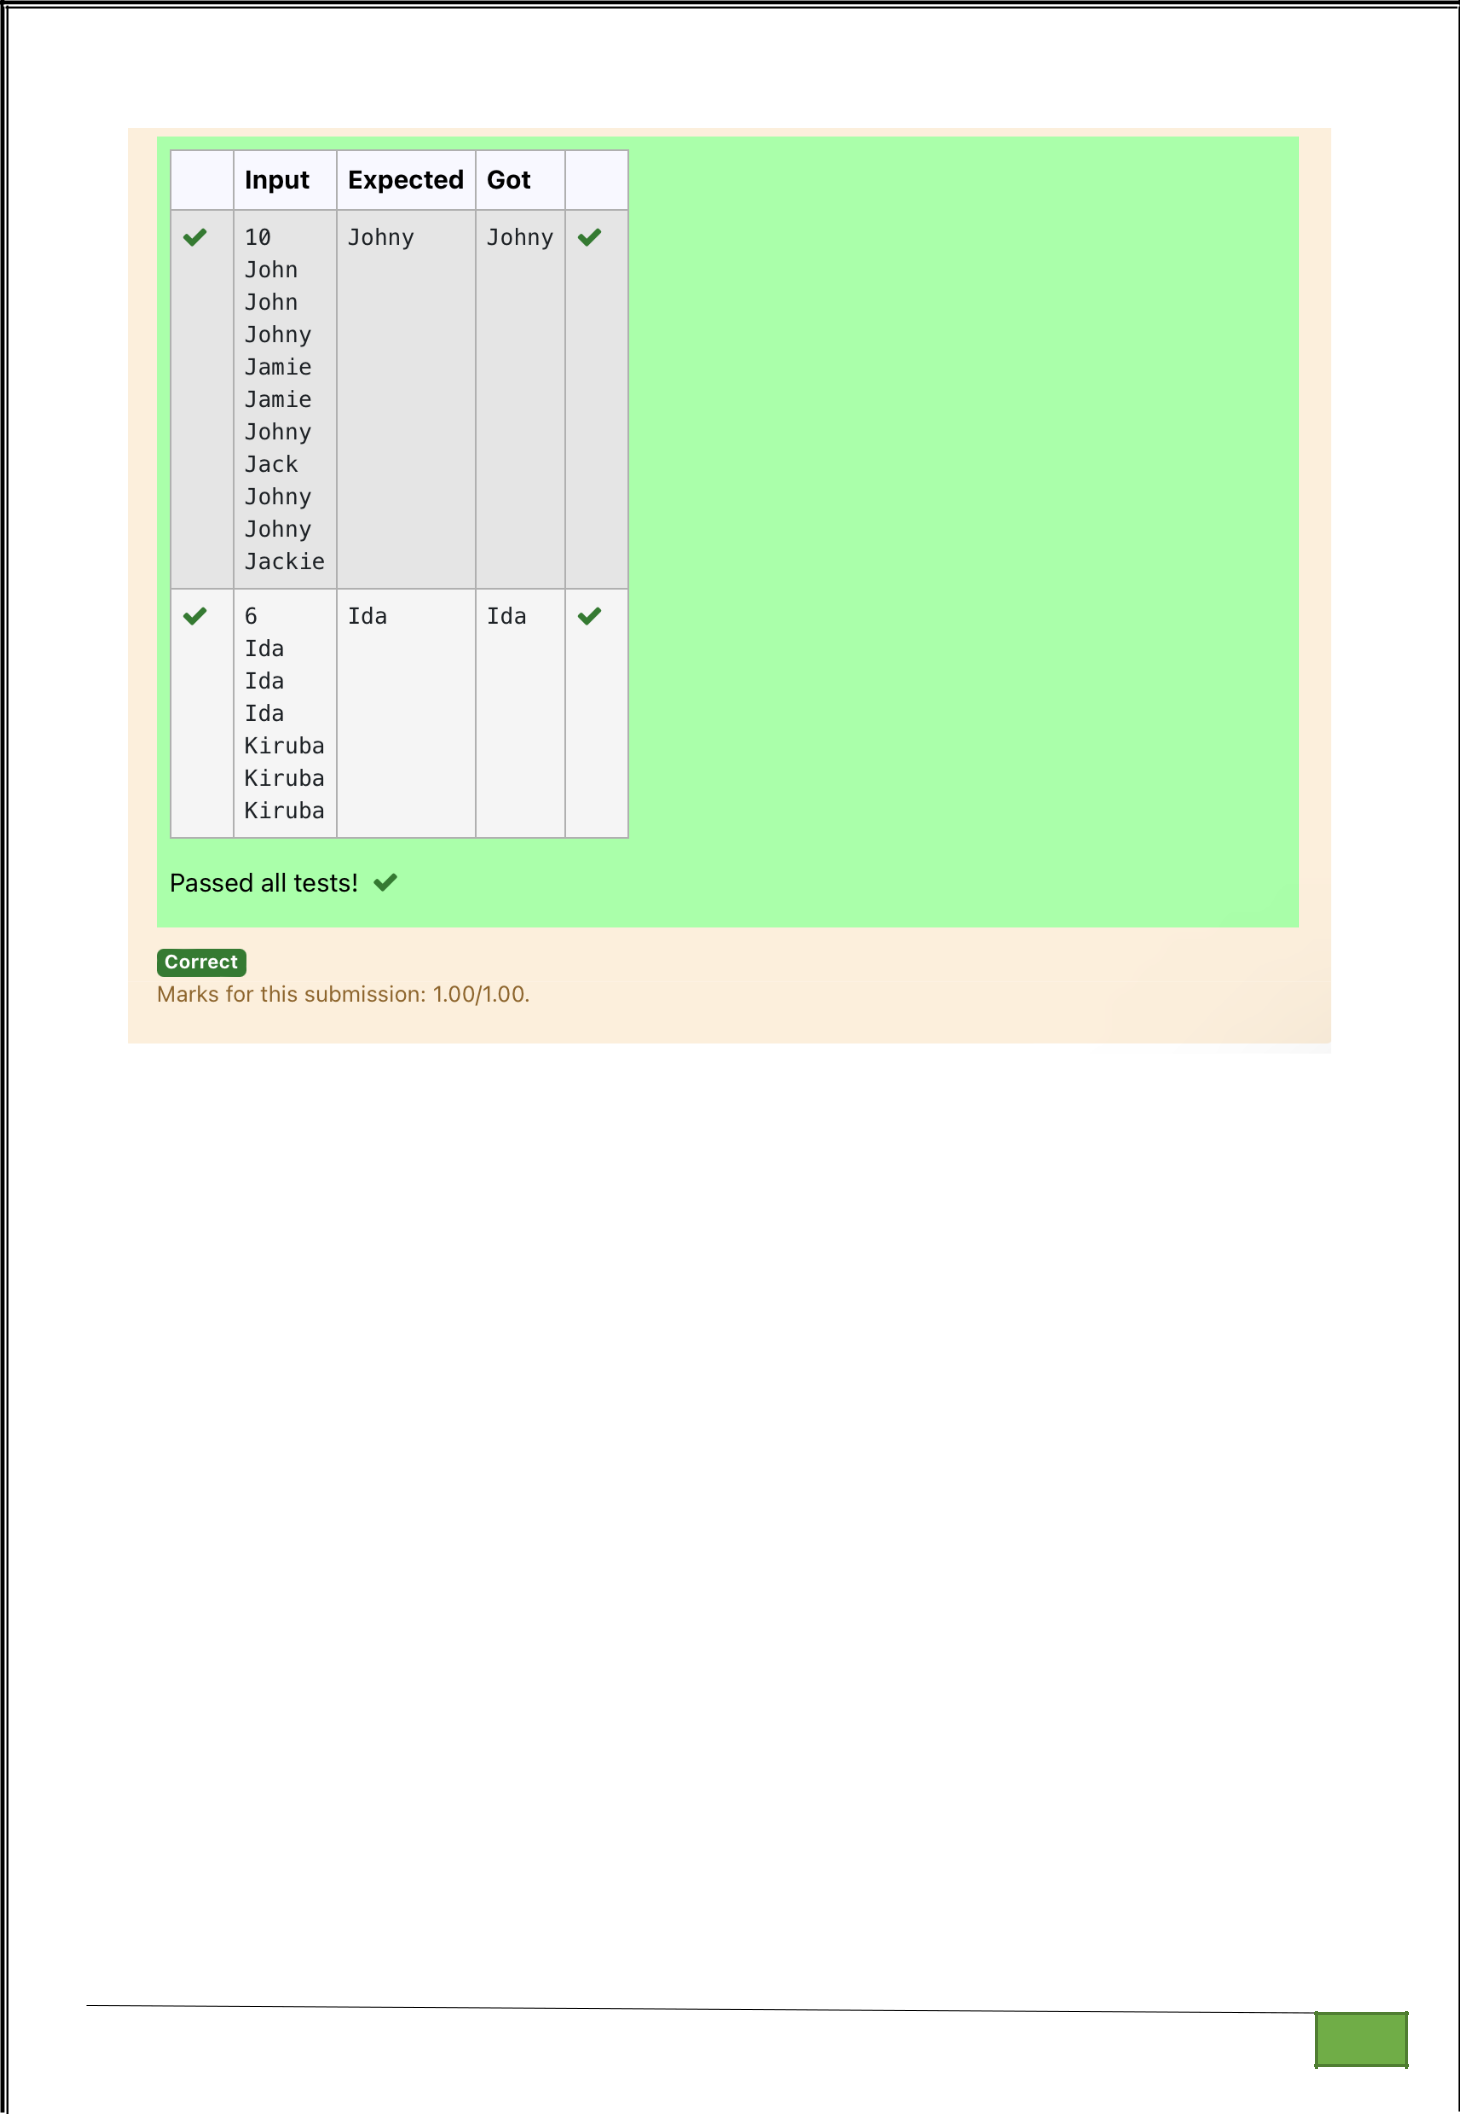 Input Expected Got
10 Johny Johny
John
John
Johny
Jamie
Jamie
Johny
Jack
Johny
Johny
Jackie
6 Ida Ida
Ida
Ida
Ida
Kiruba
Kiruba
Kiruba
Passed all tests!
Correct
Marks for this submission: 1.00/1.00.